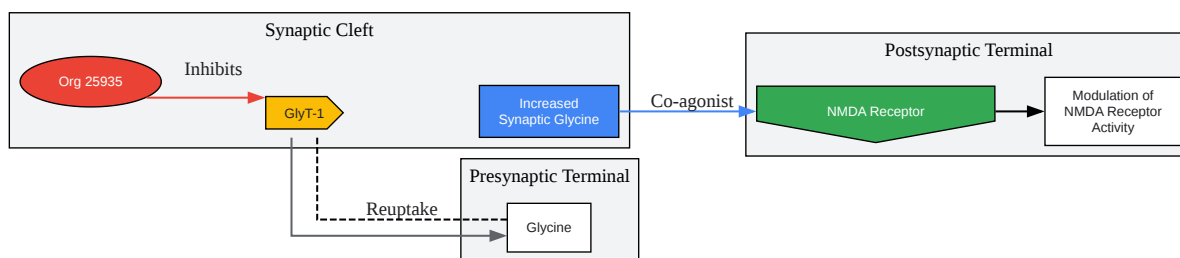 Synaptic Cleft
Org 25935
Inhibits
GlyT-1
Increased
Synaptic Glycine
Co-agonist
Postsynaptic Terminal
NMDA Receptor
Modulation of
NMDA Receptor
Activity
Presynaptic Terminal
Reuptake
Glycine